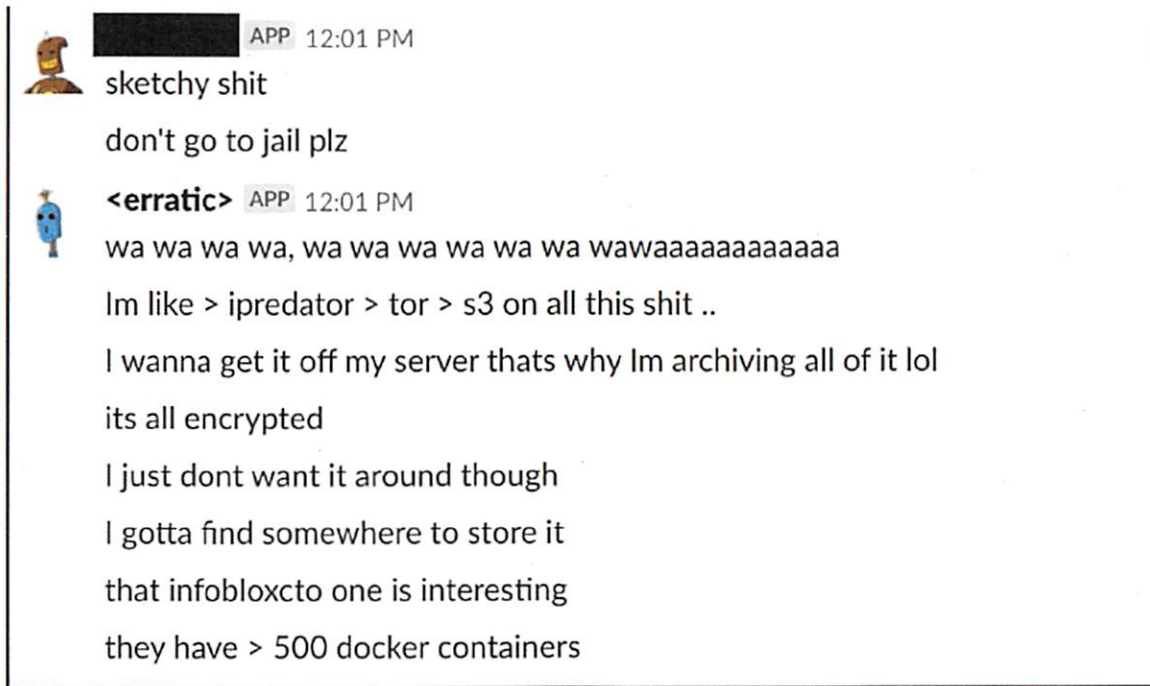 APP 12:01 PM
sketchy shit
don't go to jail plz
<erratic> APP 12:01 PM
wa wa wa wa, wa wa wa wa wa wa wawaaaaaaaaaaaa
Im like > ipredator > tor > s3 on all this shit ..
I wanna get it off my server thats why Im archiving all of it lol
its all encrypted
I just dont want it around though
I gotta find somewhere to store it
that infobloxcto one is interesting
they have > 500 docker containers